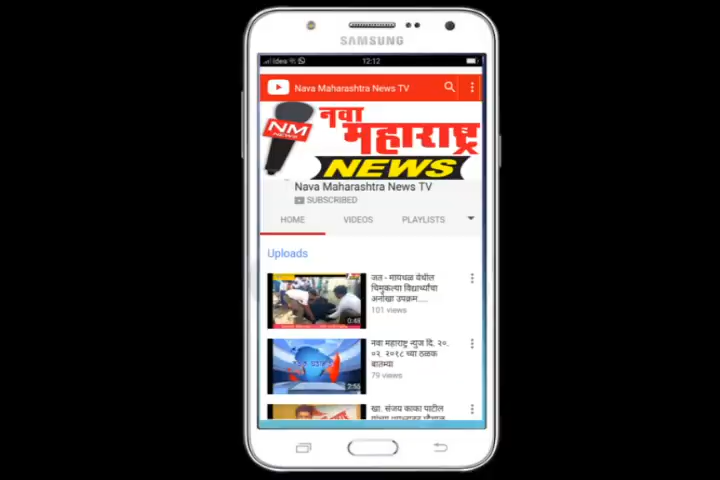 SAMSUNG
Idea
12:12
Nava Maharashtra News TV
NM
NEWS
नवा
महाराष्ट्र
NEWS
Nava Maharashtra News TV
SUBSCRIBED
HOME VIDEOS PLAYLISTS
Uploads
जत - मायथळ येथील
चिमुकल्या विद्यार्थ्यांचा
अनोखा उपक्रम....
101 views
0:48
नवा महाराष्ट्र न्युज दि. २०.
०२. २०१८ च्या ठळक
बातम्या
79 views
2:55
खा. संजय काका पाटील